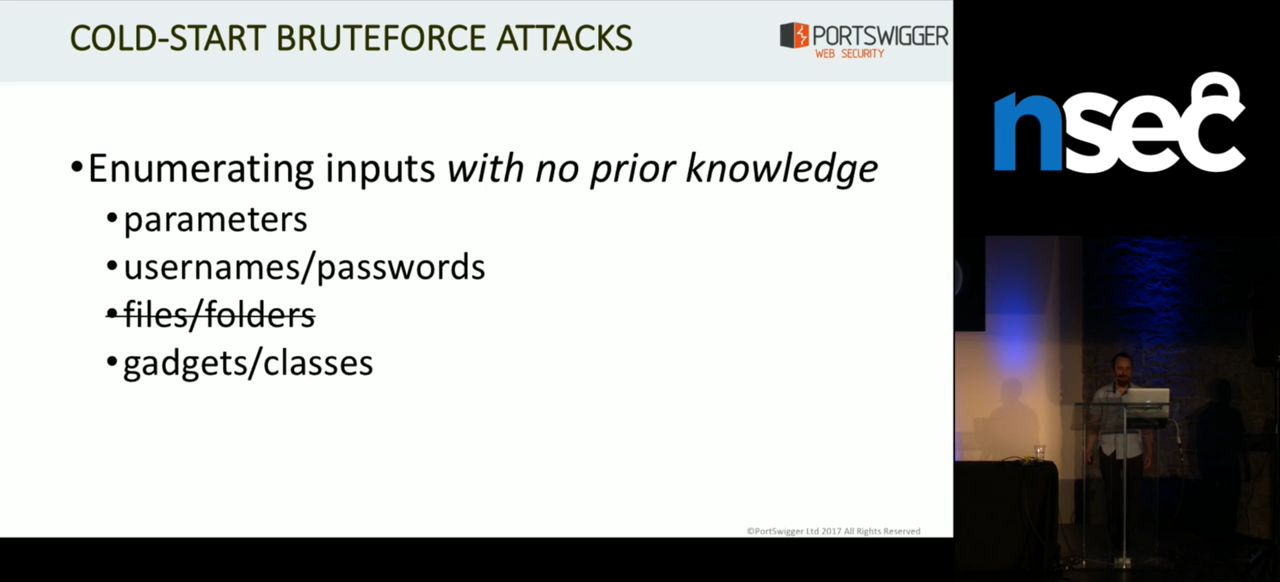 COLD-START BRUTEFORCE ATTACKS
PORTSWIGGER
WEB SECURITY
•Enumerating inputs with no prior knowledge
•parameters
•usernames/passwords
•files/folders
•gadgets/classes
©PortSwigger Ltd 2017 All Rights Reserved
nsec